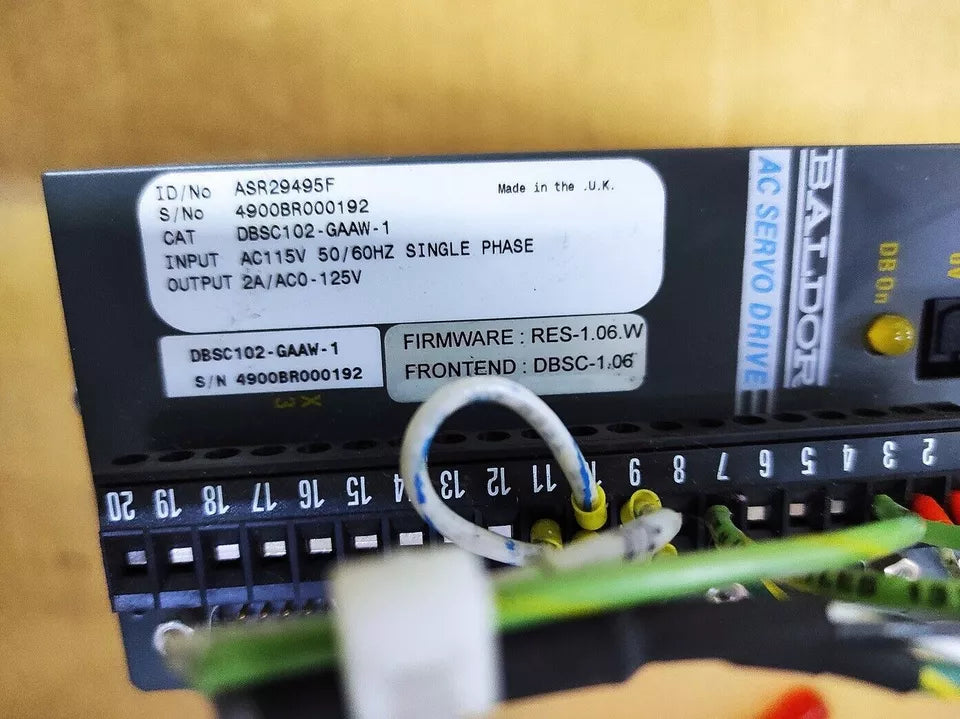 ID/No ASR29495F
Made in the .U.K.
S/No 4900BR000192
CAT DBSC102-GAAW-1
INPUT AC115V 50/60HZ SINGLE PHASE
OUTPUT 2A/AC0-125V
DBSC102-GAAW-1
S/N 4900BR000192
FIRMWARE : RES-1.06.W
FRONTEND : DBSC-1.06
X3
BALDOR
AC SERVO DRIVE
DB On
0V
20 19 18 17 16 15 14 13 12 11 10 9 8 7 6 5 4 3 2